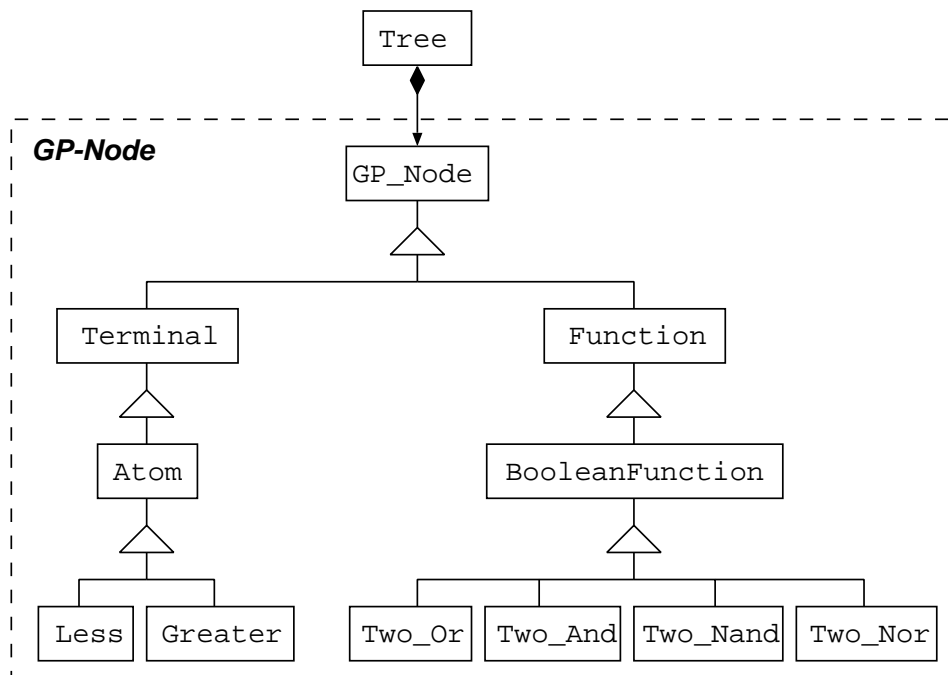 Tree
GP-Node
GP_Node
Terminal
Function
Atom
BooleanFunction
Less
Greater
Two_Or
Two_And
Two_Nand
Two_Nor